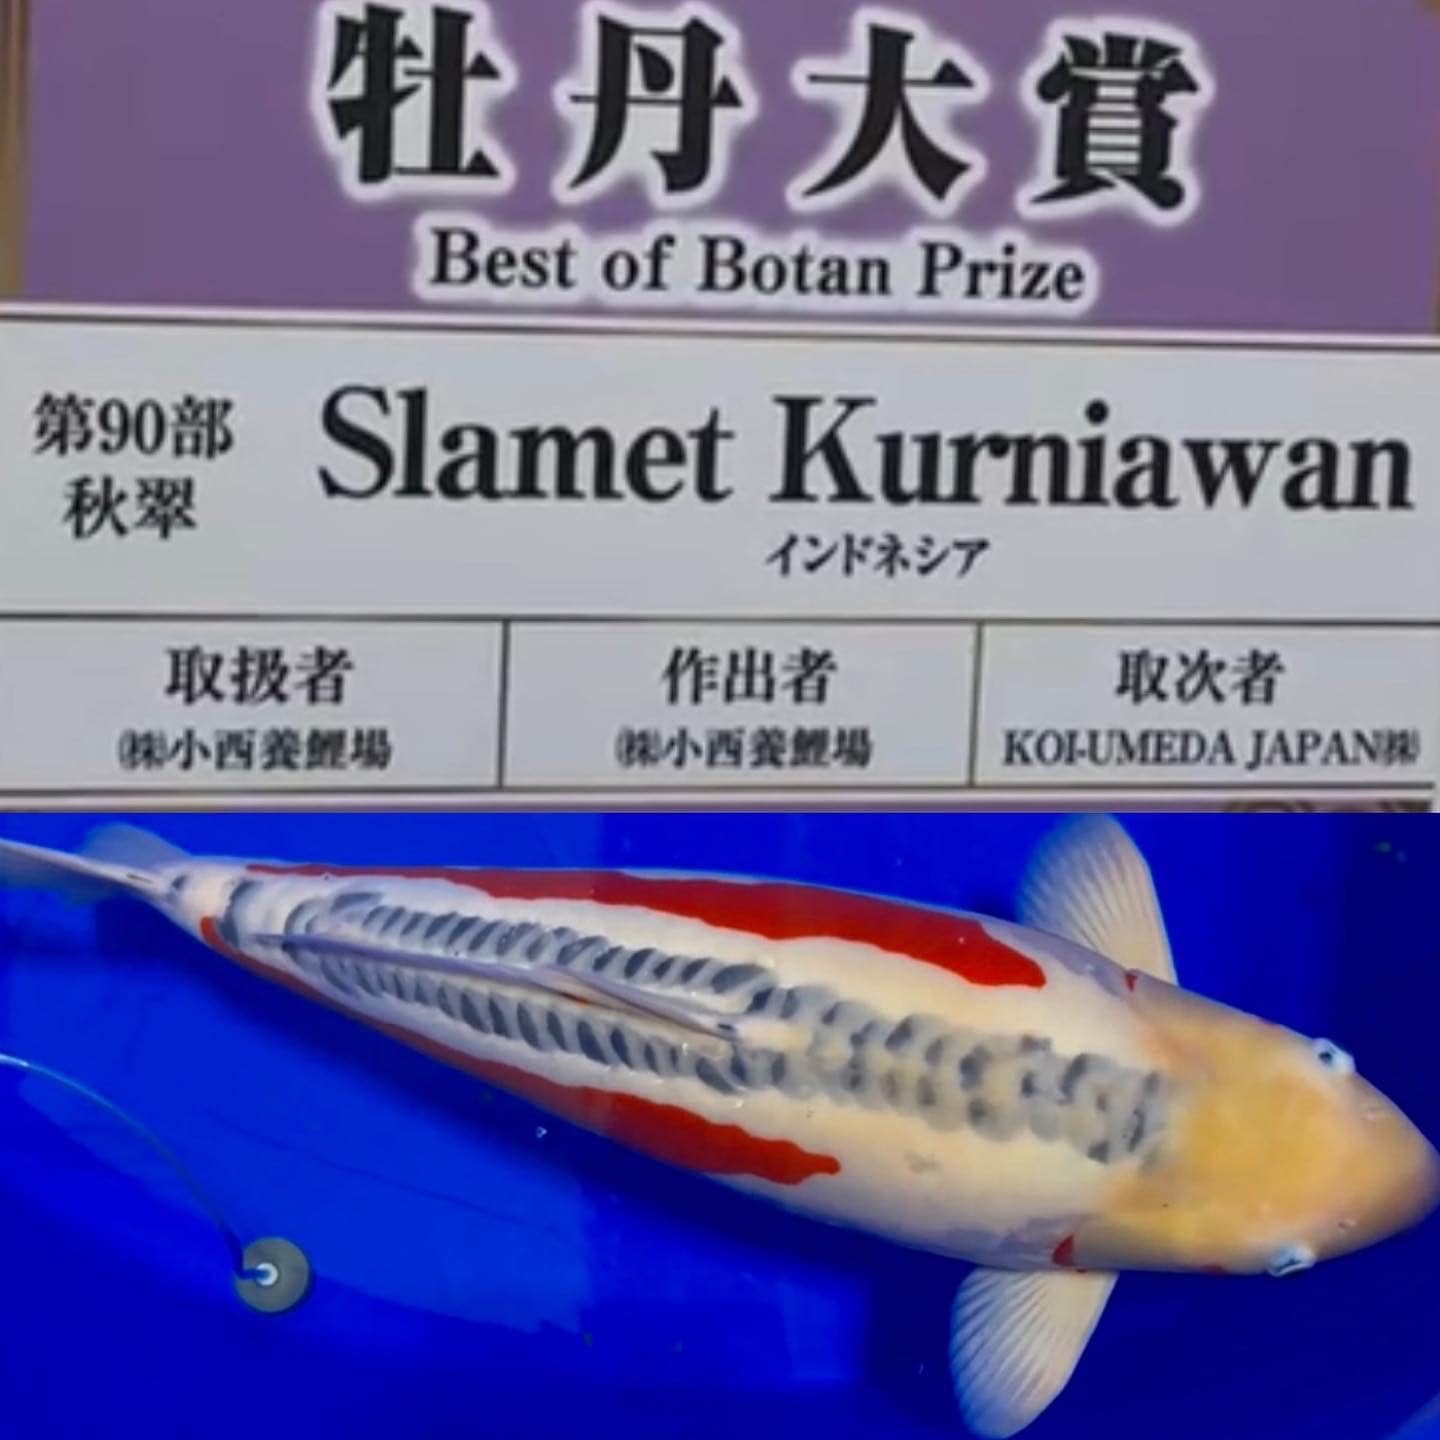 牡丹大賞
Best of Botan Prize
第90部
秋翠
Slamet Kurniawan
インドネシア
取扱者
㈱小西養鯉場
作出者
㈱小西養鯉場
取次者
KOI-UMEDA JAPAN㈱